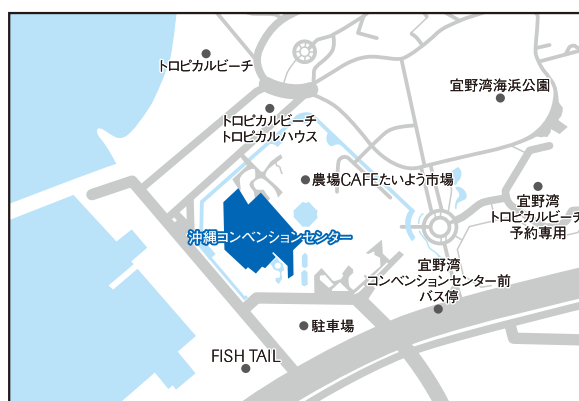 トロピカルビーチ
宜野湾海浜公園
トロピカルビーチ
トロピカルハウス
農場CAFEたいよう市場
宜野湾
トロピカルビーチ
予約専用
沖縄コンベンションセンター
宜野湾
コンベンションセンター前
バス停
駐車場
FISH TAIL